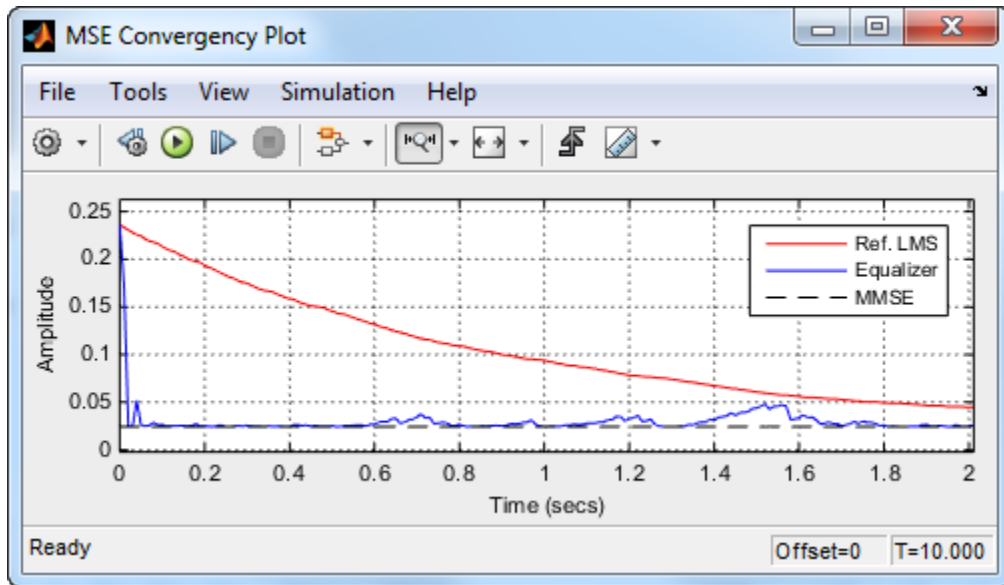 MSE Convergency Plot
File Tools View Simulation Help
0.25
0.2
0.15
0.1
0.05
0
Amplitude
Ref. LMS
Equalizer
MMSE
0 0.2 0.4 0.6 0.8 1 1.2 1.4 1.6 1.8 2
Time (secs)
Ready Offset=0 T=10.000